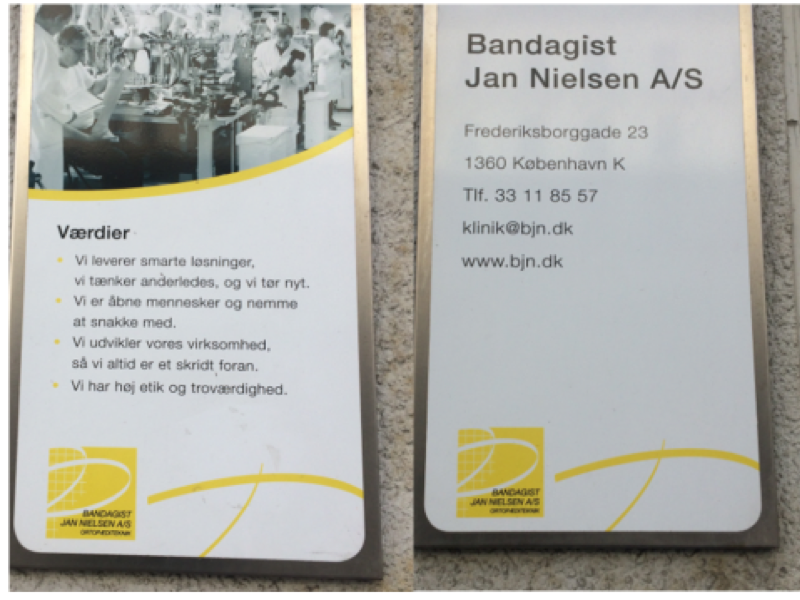 Værdier
Vi leverer smarte løsninger,
vi tænker anderledes, og vi tør nyt.
Vi er åbne mennesker og nemme
at snakke med.
Vi udvikler vores virksomhed,
så vi altid er et skridt foran.
Vi har høj etik og troværdighed.
BANDAGIST
JAN NIELSEN A/S
ORTOPÆDITEKNIK
Bandagist
Jan Nielsen A/S
Frederiksborggade 23
1360 København K
Tlf. 33 11 85 57
klinik@bjn.dk
www.bjn.dk
BANDAGIST
JAN NIELSEN A/S
ORTOPÆDITEKNIK